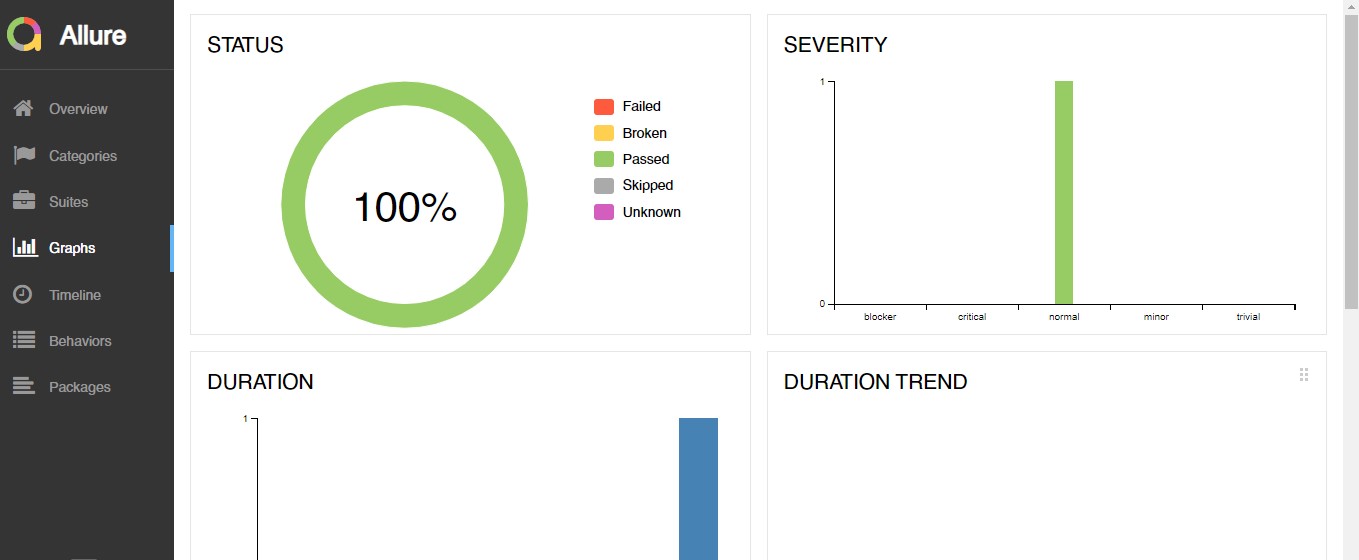 Allure
Overview
Categories
Suites
Graphs
Timeline
Behaviors
Packages
STATUS
100%
Failed
Broken
Passed
Skipped
Unknown
SEVERITY
1
0
blocker critical normal minor trivial
DURATION
1
DURATION TREND